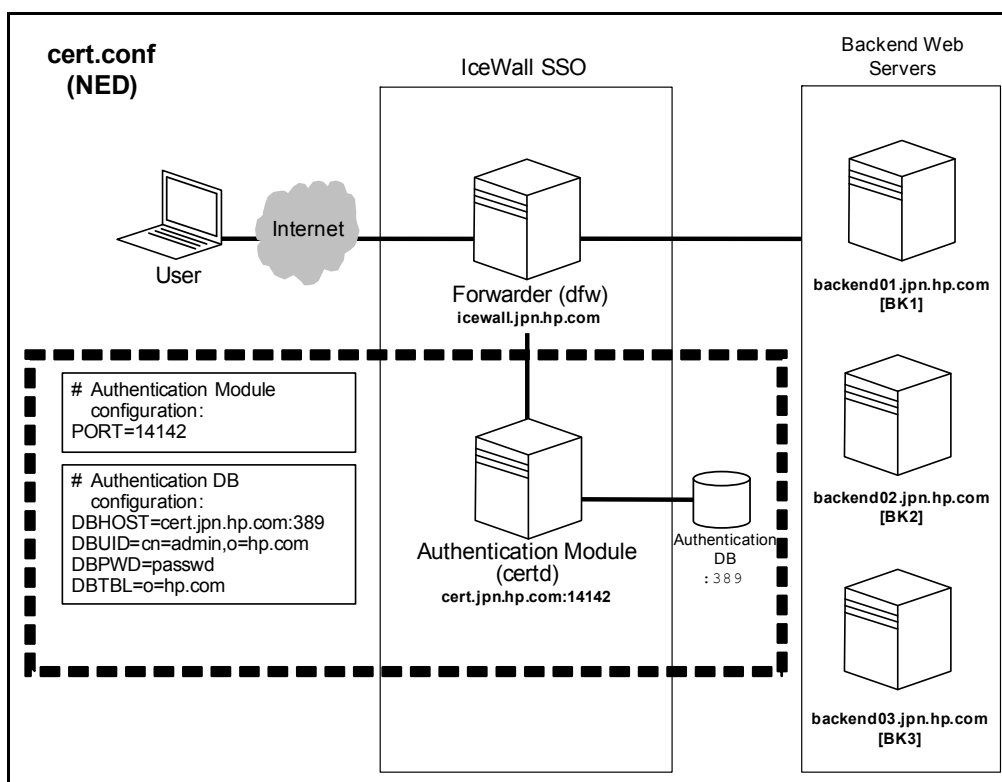 cert.conf
(NED)
IceWall SSO
Backend Web
Servers
Internet
User
Forwarder (dfw)
icewall.jpn.hp.com
backend01.jpn.hp.com
[BK1]
# Authentication Module
configuration:
PORT=14142
# Authentication DB
configuration:
DBHOST=cert.jpn.hp.com:389
DBUID=cn=admin,o=hp.com
DBPWD=passwd
DBTBL=o=hp.com
Authentication Module
(certd)
cert.jpn.hp.com:14142
Authentication
DB
:389
backend02.jpn.hp.com
[BK2]
backend03.jpn.hp.com
[BK3]